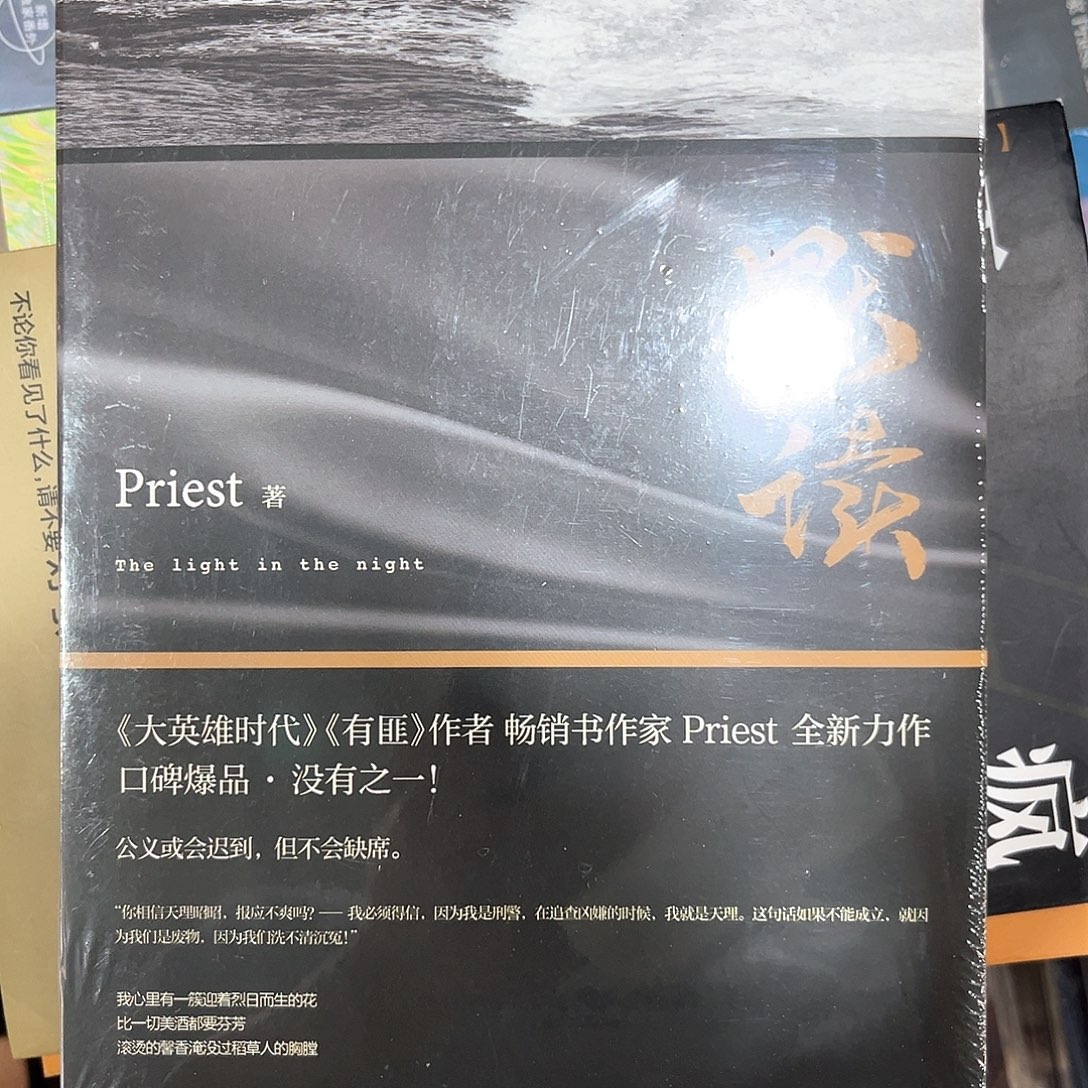 默读
Priest 著
The light in the night
《大英雄时代》《有匪》作者 畅销书作家 Priest 全新力作
口碑爆品·没有之一！
公义或会迟到，但不会缺席。
“你相信天理昭昭，报应不爽吗？—— 我必须得信，因为我是刑警，在追查凶嫌的时候，我就是天理。这句话如果不能成立，就因
为我们是废物，因为我们洗不清沉冤！”
我心里有一簇迎着烈日而生的花
比一切美酒都要芬芳
滚烫的馨香淹没过稻草人的胸膛
不论你看见了什么，请不要
疯